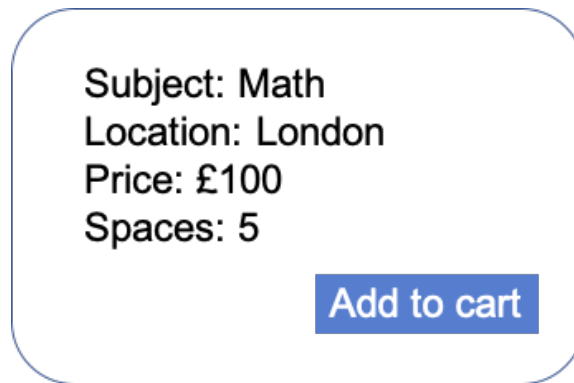 Subject: Math
Location: London
Price: £100
Spaces: 5
Add to cart